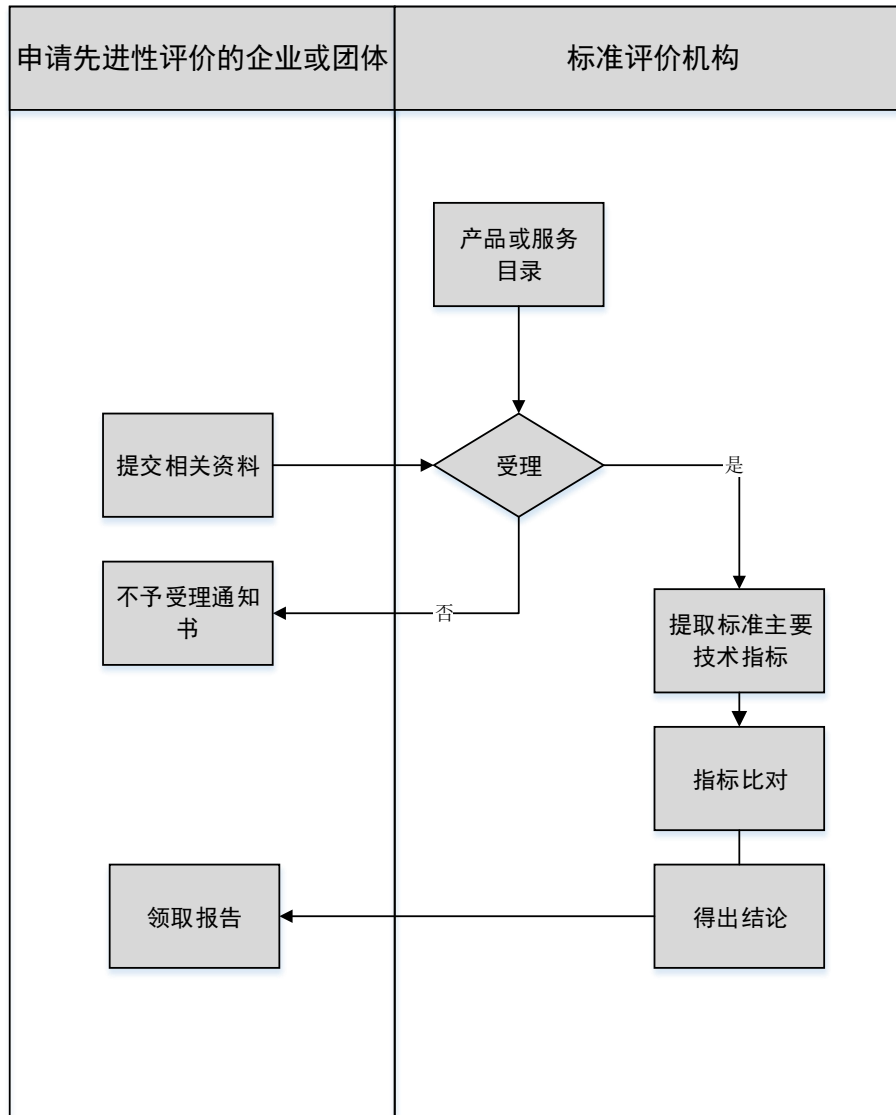 申请先进性评价的企业或团体
标准评价机构
产品或服务
目录
提交相关资料
受理
是
不予受理通知
书
否
提取标准主要
技术指标
指标比对
领取报告
得出结论